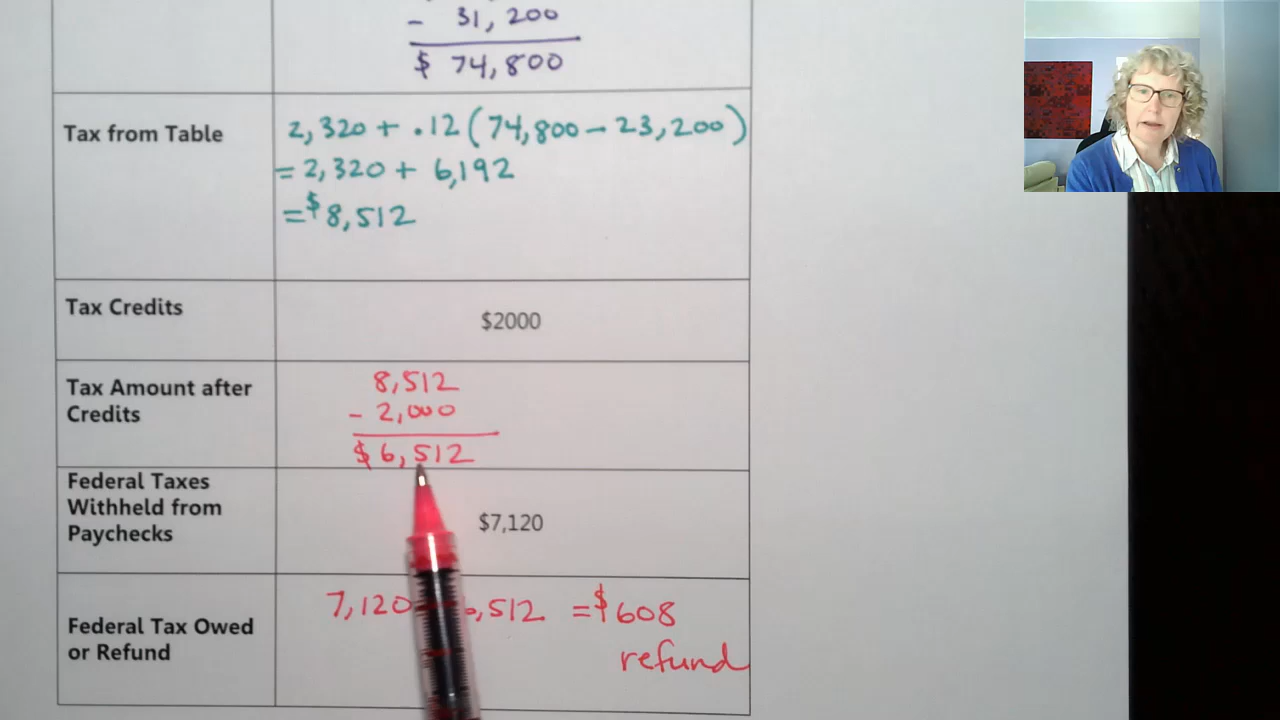 - 31,200
$ 74,800
Tax from Table
2,320 + .12 (74,800 - 23,200)
= 2,320 + 6,192
= $8,512
Tax Credits
$2000
Tax Amount after
Credits
8,512
- 2,000
$ 6,512
Federal Taxes
Withheld from
Paychecks
$7,120
Federal Tax Owed
or Refund
7,120 ,512 = $608
refund